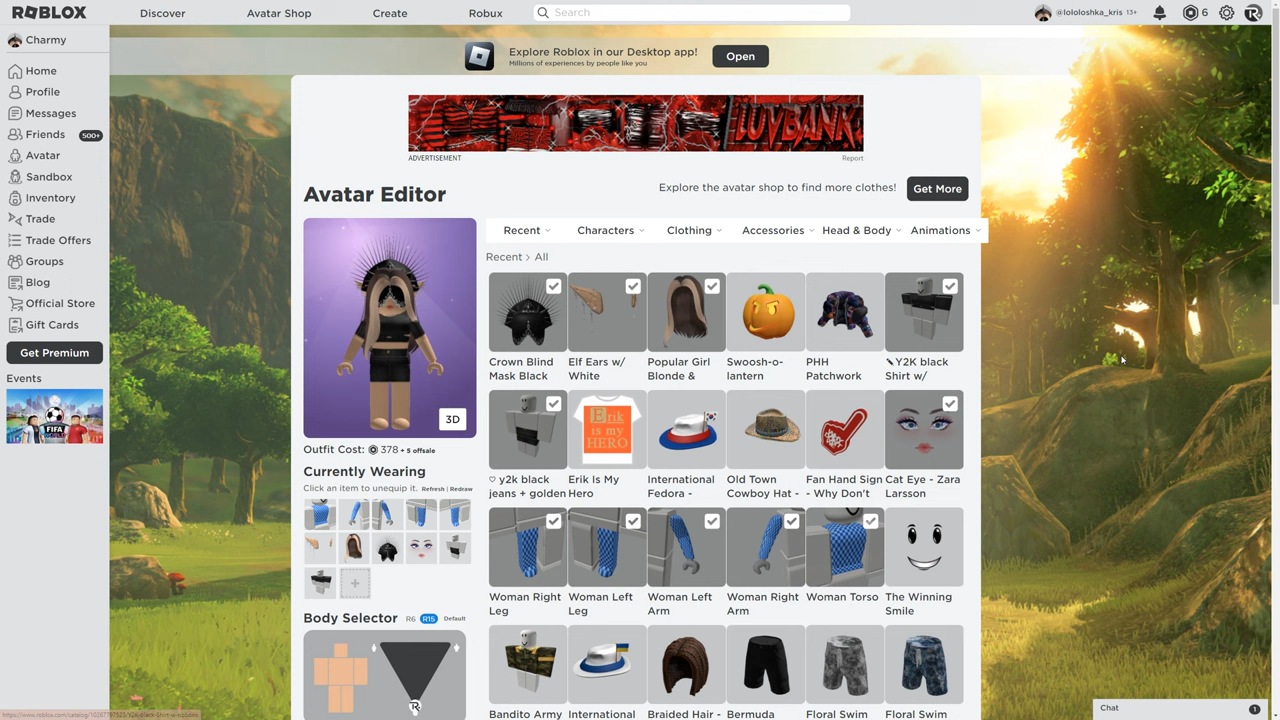 ROBLOX
Discover
Avatar Shop
Create
Robux
Search
@lololoshka_kris 13+
6
Charmy
Home
Profile
Messages
Friends 500+
Avatar
Sandbox
Inventory
Trade
Trade Offers
Groups
Blog
Official Store
Gift Cards
Get Premium
Events
FIFA
Explore Roblox in our Desktop app!
Millions of experiences by people like you
Open
LUVBANK
ADVERTISEMENT
Report
Avatar Editor
Explore the avatar shop to find more clothes!
Get More
3D
Outfit Cost: 378 + 5 offsale
Currently Wearing
Click an item to unequip it. Refresh | Redraw
Body Selector R6 R15 Default
Recent
Characters
Clothing
Accessories
Head & Body
Animations
Recent > All
Crown Blind
Mask Black
Elf Ears w/
White
Popular Girl
Blonde &
Swoosh-o-
lantern
PHH
Patchwork
Y2K black
Shirt w/
♡ y2k black
jeans + golden
Erik
is my
HERO
Erik Is My
Hero
International
Fedora -
Old Town
Cowboy Hat -
Fan Hand Sign
- Why Don't
Cat Eye - Zara
Larsson
Woman Right
Leg
Woman Left
Leg
Woman Left
Arm
Woman Right
Arm
Woman Torso
The Winning
Smile
Bandito Army
International
Braided Hair -
Bermuda
Floral Swim
Floral Swim
Chat
1